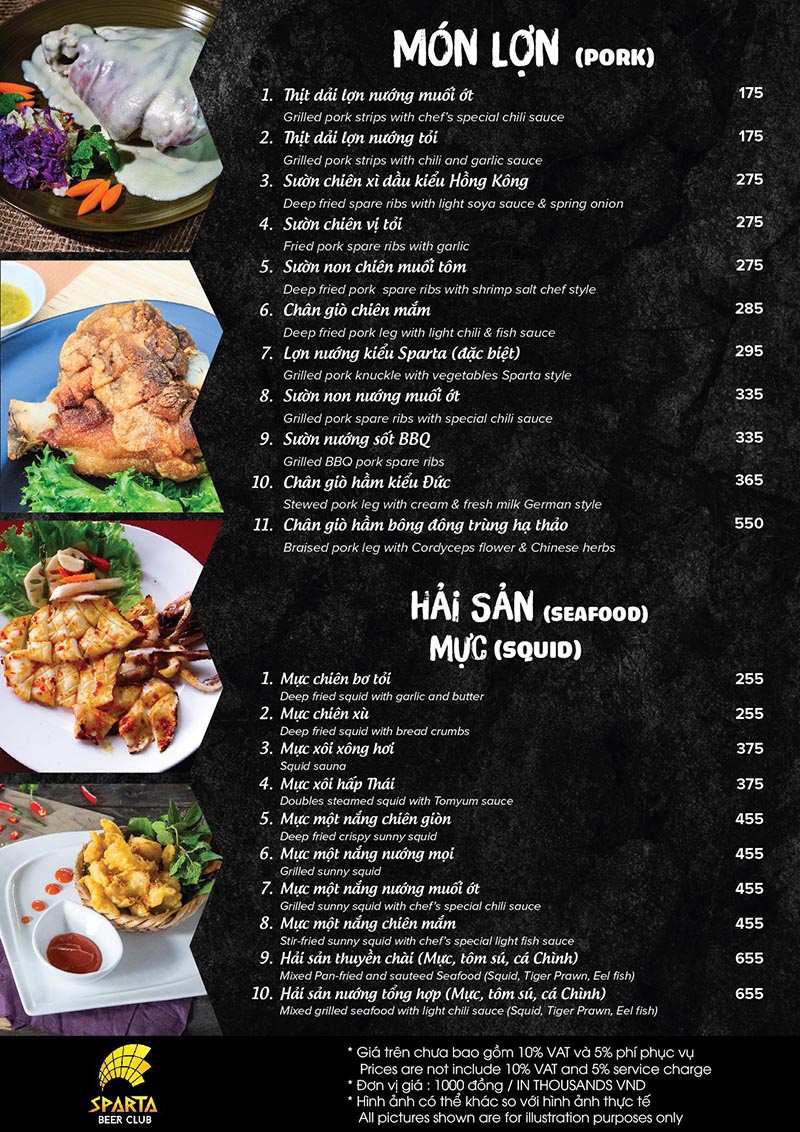 MÓN LỢN (PORK)
1. Thịt dải lợn nướng muối ớt 175
Grilled pork strips with chef's special chili sauce
2. Thịt dải lợn nướng tỏi 175
Grilled pork strips with chili and garlic sauce
3. Sườn chiên xì dầu kiểu Hồng Kông 275
Deep fried spare ribs with light soya sauce & spring onion
4. Sườn chiên vị tỏi 275
Fried pork spare ribs with garlic
5. Sườn non chiên muối tôm 275
Deep fried pork spare ribs with shrimp salt chef style
6. Chân giò chiên mắm 285
Deep fried pork leg with light chili & fish sauce
7. Lợn nướng kiểu Sparta (đặc biệt) 295
Grilled pork knuckle with vegetables Sparta style
8. Sườn non nướng muối ớt 335
Grilled pork spare ribs with special chili sauce
9. Sườn nướng sốt BBQ 335
Grilled BBQ pork spare ribs
10. Chân giò hầm kiểu Đức 365
Stewed pork leg with cream & fresh milk German style
11. Chân giò hầm bông đông trùng hạ thảo 550
Braised pork leg with Cordyceps flower & Chinese herbs
HẢI SẢN (SEAFOOD)
MỰC (SQUID)
1. Mực chiên bơ tỏi 255
Deep fried squid with garlic and butter
2. Mực chiên xù 255
Deep fried squid with bread crumbs
3. Mực xôi xông hơi 375
Squid sauna
4. Mực xôi hấp Thái 375
Doubles steamed squid with Tomyum sauce
5. Mực một nắng chiên giòn 455
Deep fried crispy sunny squid
6. Mực một nắng nướng mọi 455
Grilled sunny squid
7. Mực một nắng nướng muối ớt 455
Grilled sunny squid with chef's special chili sauce
8. Mực một nắng chiên mắm 455
Stir-fried sunny squid with chef's special light fish sauce
9. Hải sản thuyền chài (Mực, tôm sú, cá Chình) 655
Mixed Pan-fried and sauteed Seafood (Squid, Tiger Prawn, Eel fish)
10. Hải sản nướng tổng hợp (Mực, tôm sú, cá Chình) 655
Mixed grilled seafood with light chili sauce (Squid, Tiger Prawn, Eel fish)
SPARTA
BEER CLUB
* Giá trên chưa bao gồm 10% VAT và 5% phí phục vụ
Prices are not include 10% VAT and 5% service charge
* Đơn vị giá : 1000 đồng / IN THOUSANDS VND
* Hình ảnh có thể khác so với hình ảnh thực tế
All pictures shown are for illustration purposes only